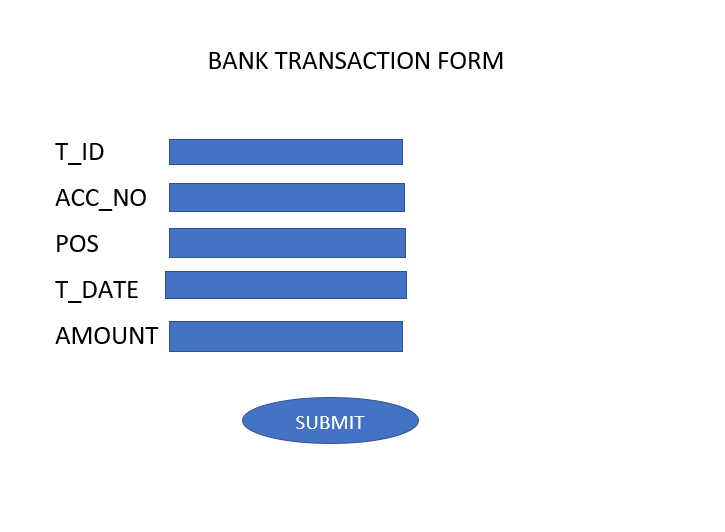 BANK TRANSACTION FORM
T_ID
ACC_NO
POS
T_DATE
AMOUNT
SUBMIT